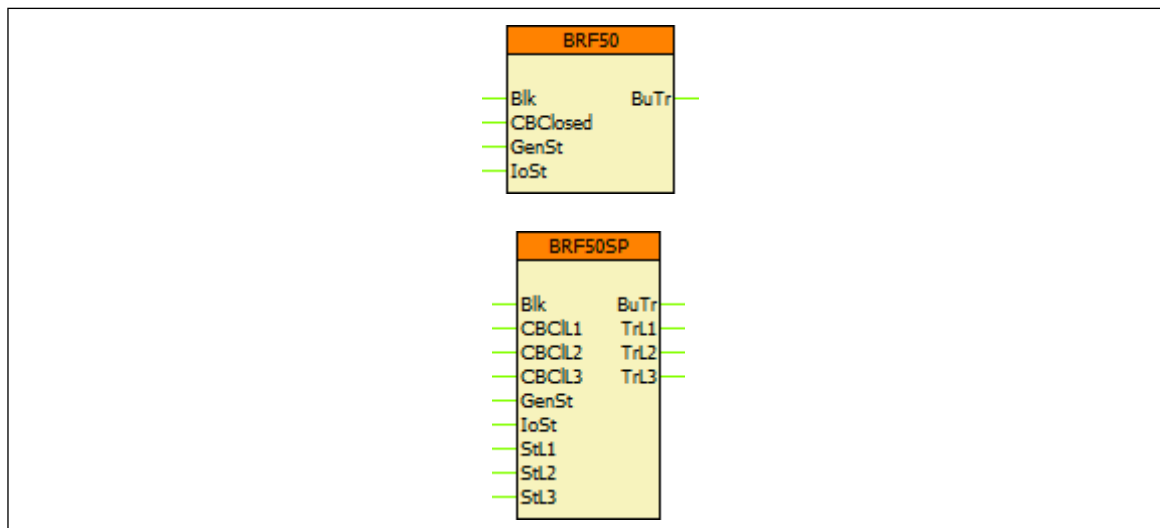 BRF50
Blk BuTr
CBClosed
GenSt
IoSt
BRF50SP
Blk BuTr
CBClL1 TrL1
CBClL2 TrL2
CBClL3 TrL3
GenSt
IoSt
StL1
StL2
StL3